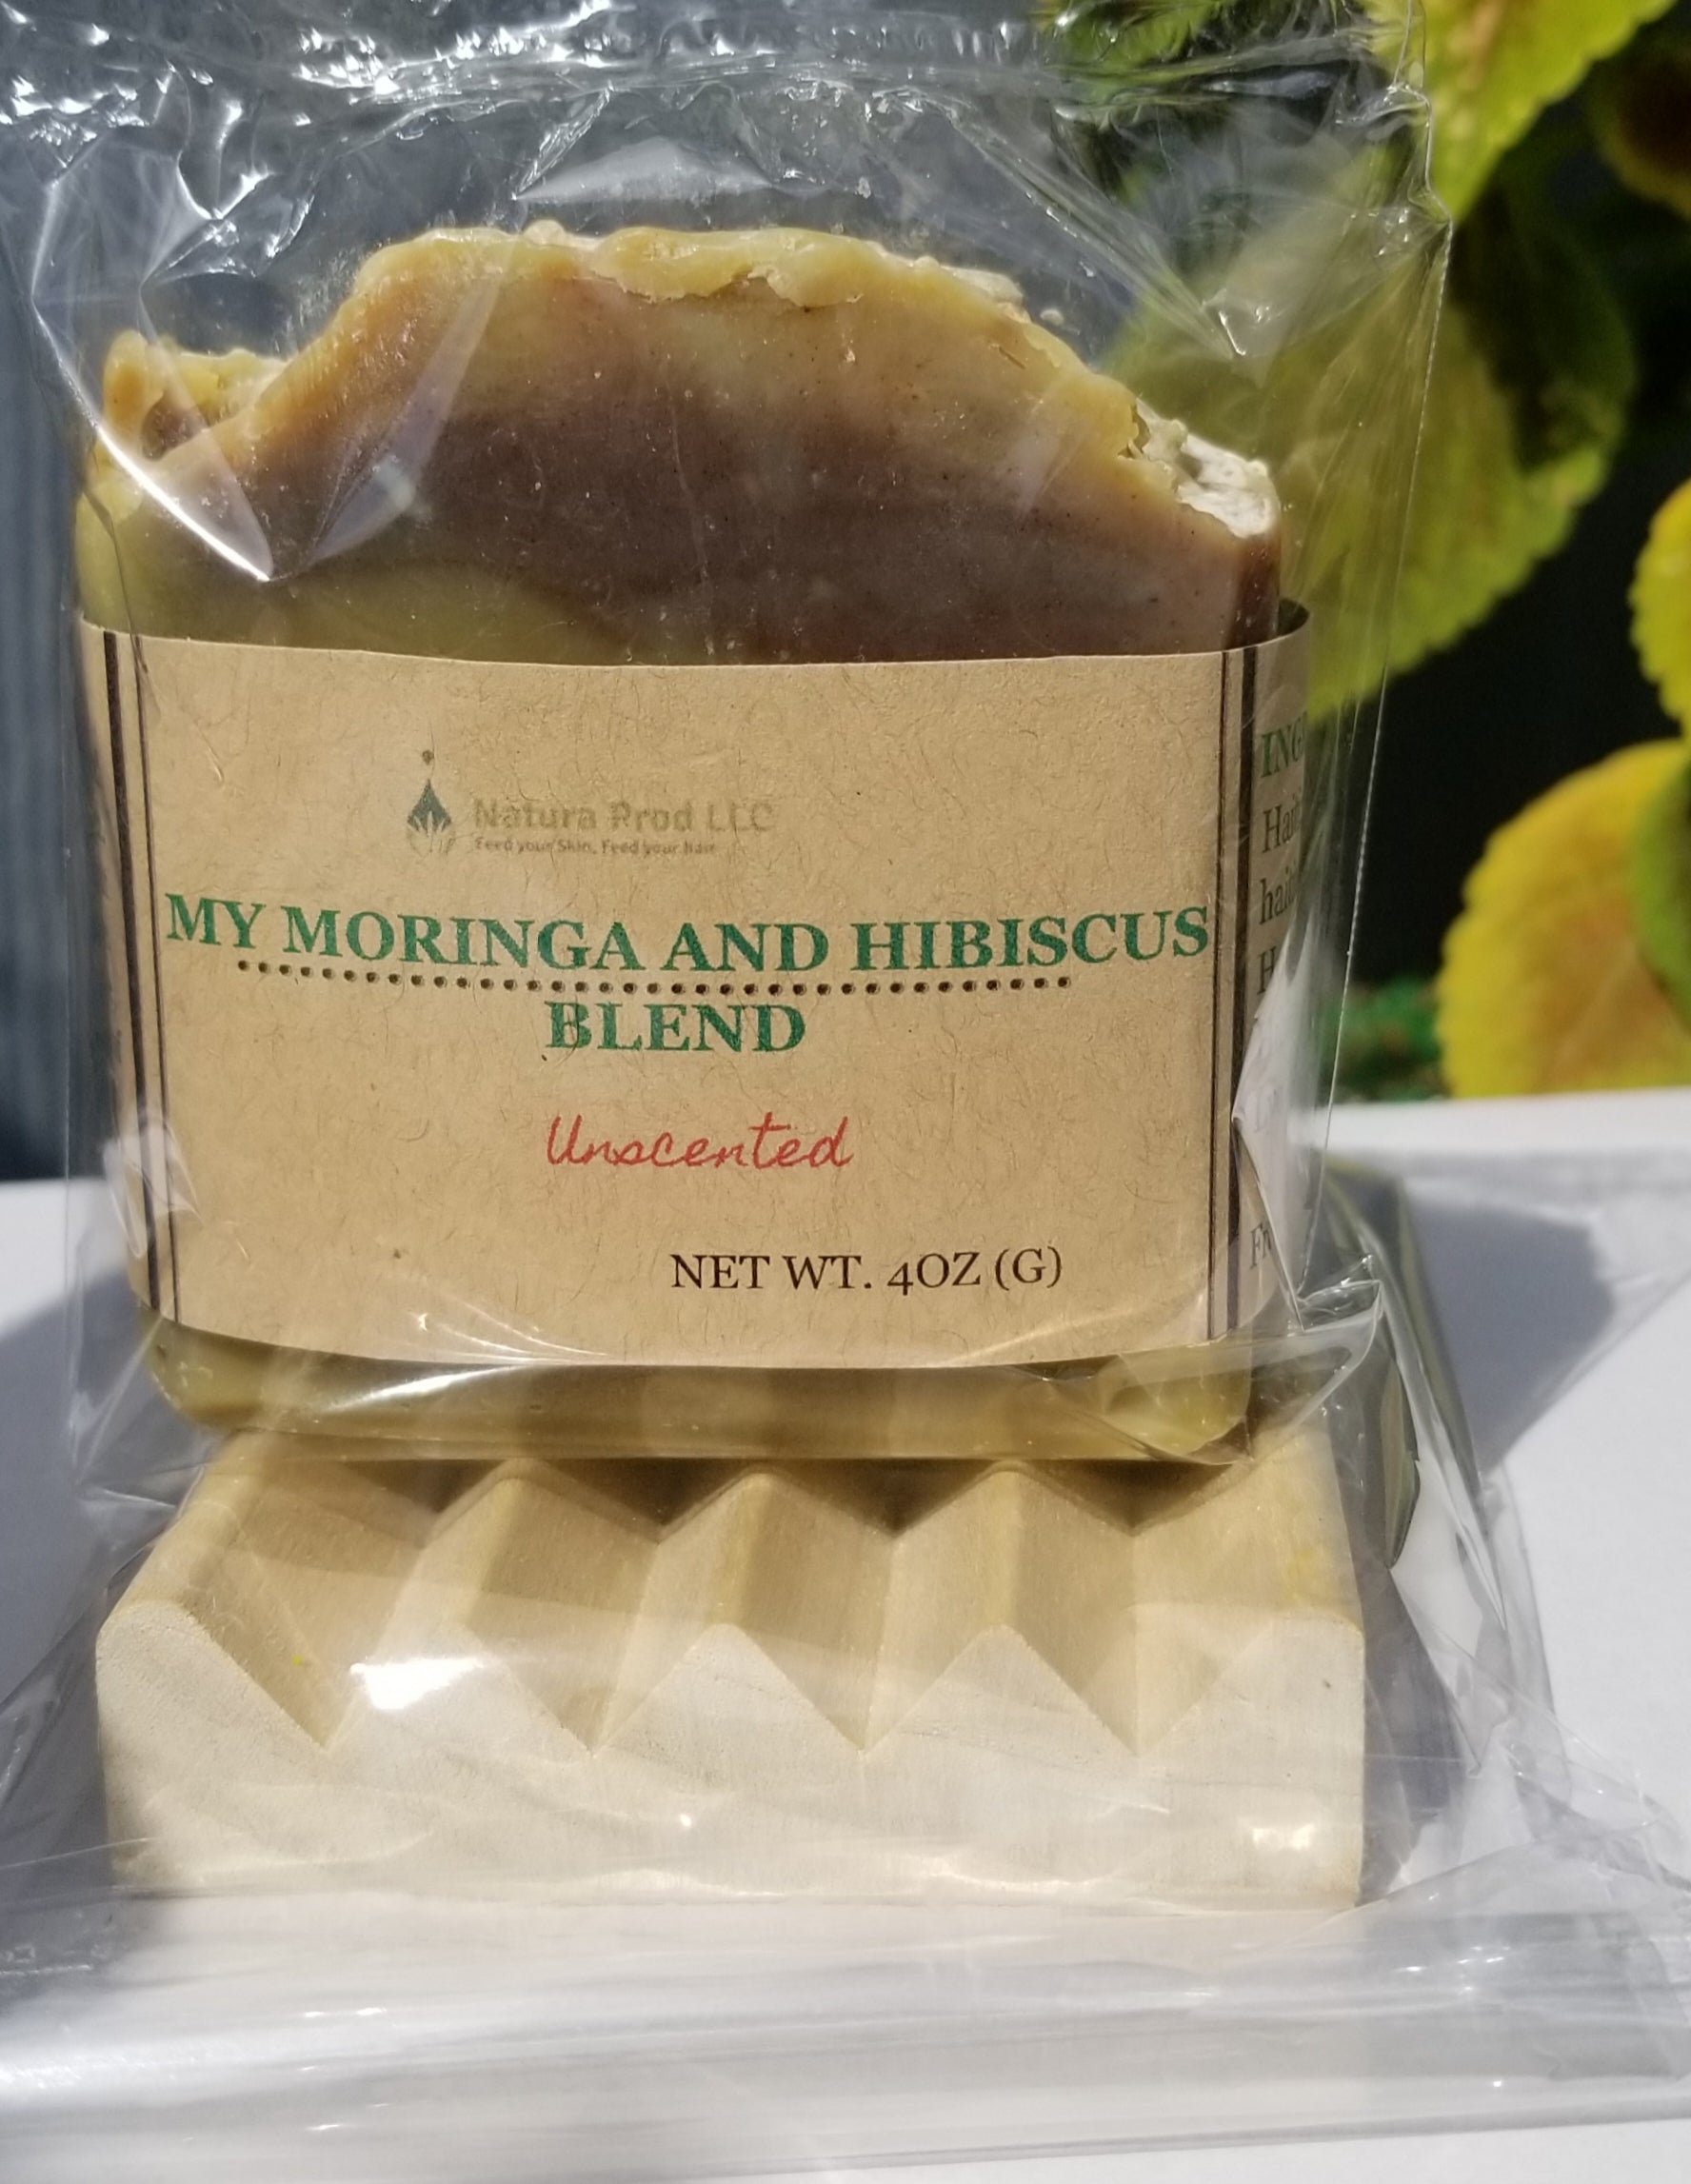 Natura Prod LLC
Feed your Skin, Feed your hair
MY MORINGA AND HIBISCUS
BLEND
Unscented
NET WT. 4OZ (G)